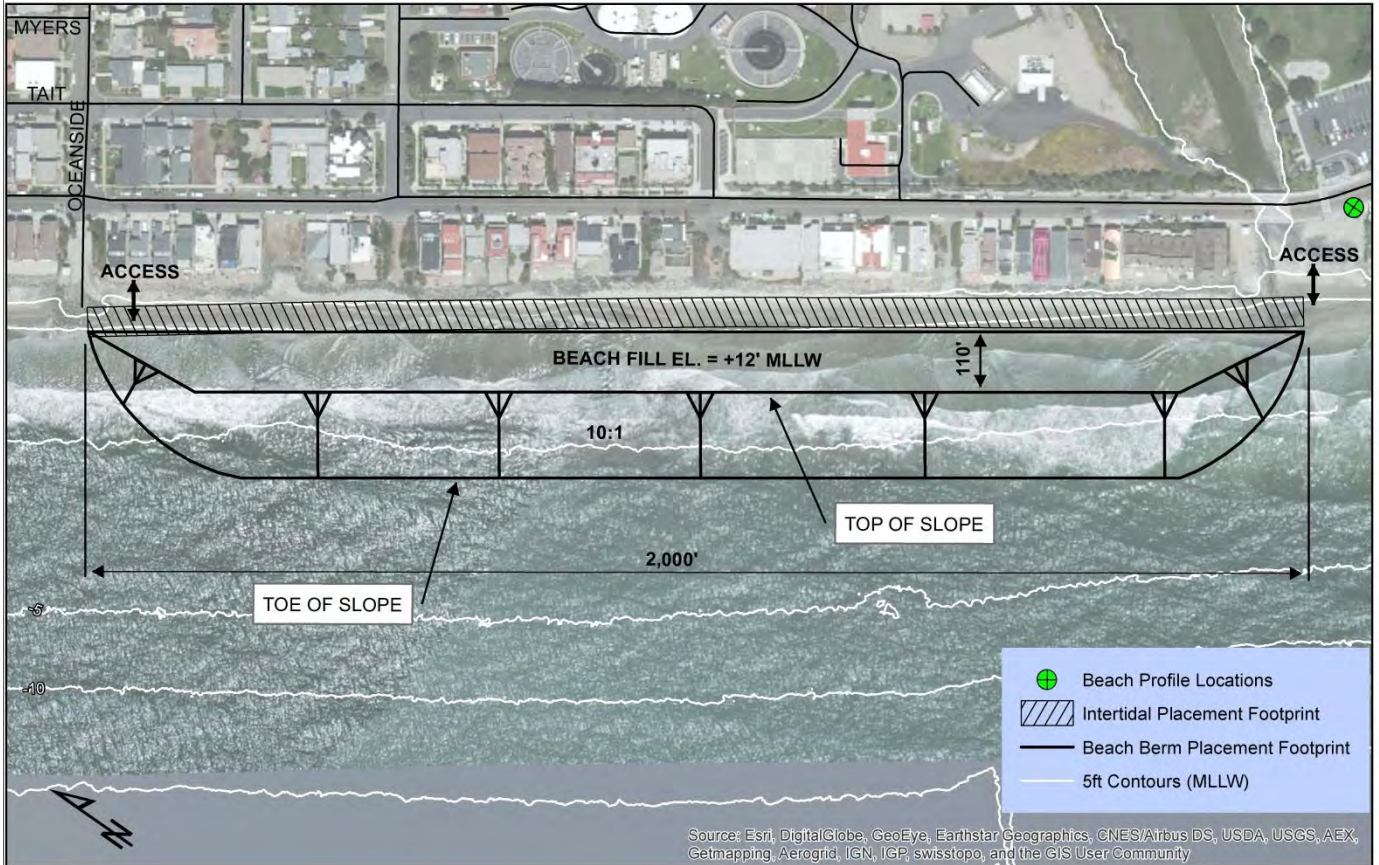 MYERS
TAIT
OCEANSIDE
ACCESS
ACCESS
BEACH FILL EL. = +12' MLLW
110'
10:1
TOP OF SLOPE
2,000'
TOE OF SLOPE
-5
-10
Beach Profile Locations
Intertidal Placement Footprint
Beach Berm Placement Footprint
5ft Contours (MLLW)
N
Source: Esri, DigitalGlobe, GeoEye, Earthstar Geographics, CNES/Airbus DS, USDA, USGS, AEX,
Getmapping, Aerogrid, IGN, IGP, swisstopo, and the GIS User Community